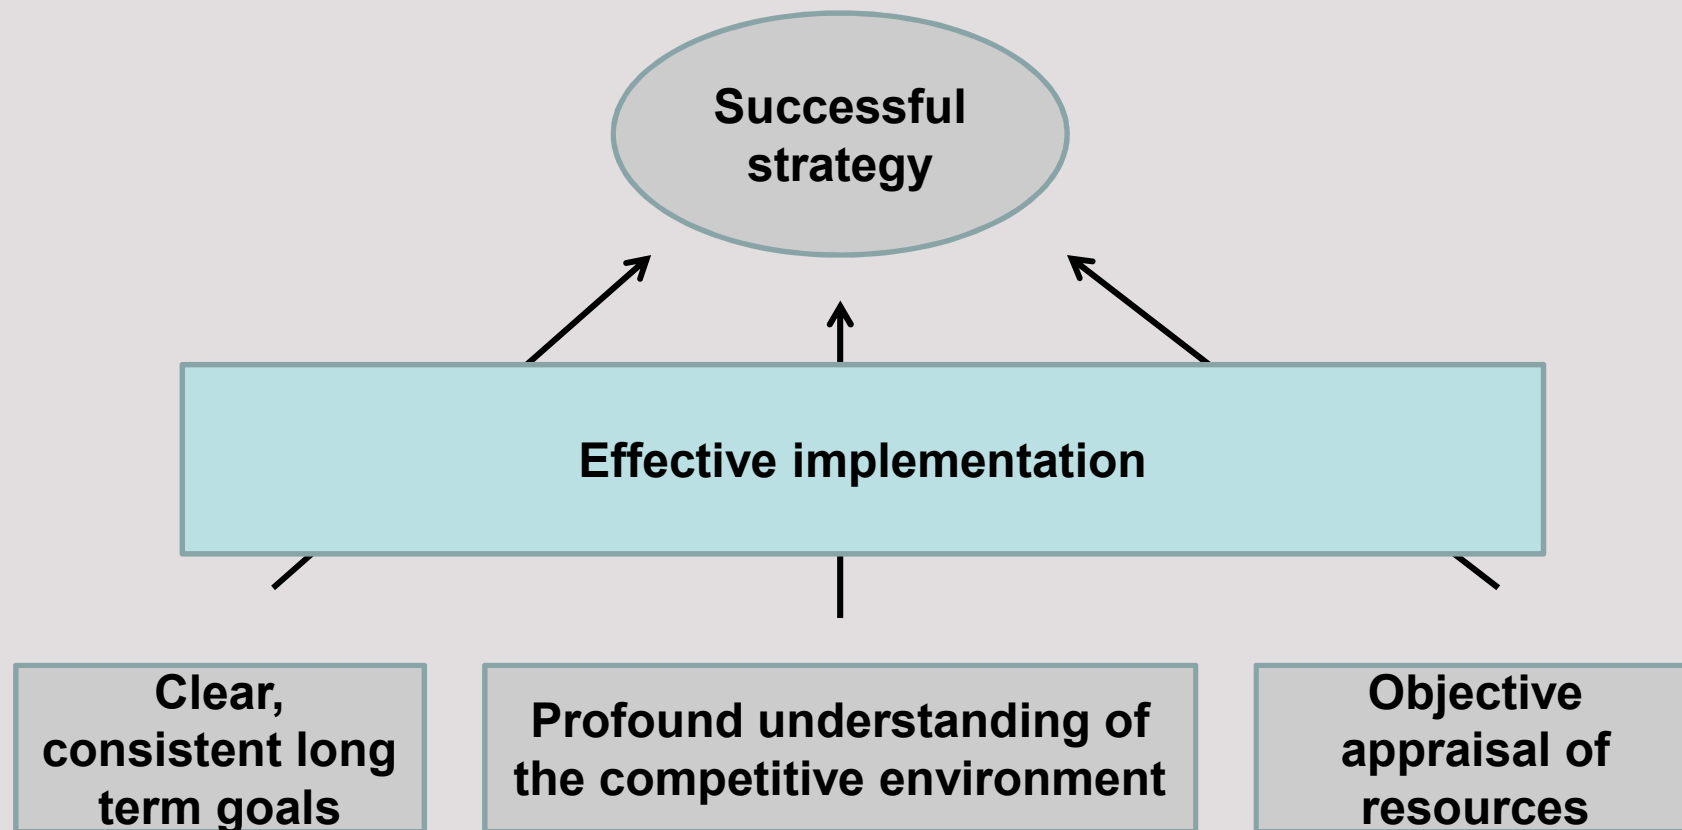 Successful
strategy
Effective implementation
Clear,
consistent long
term goals
Profound understanding of
the competitive environment
Objective
appraisal of
resources